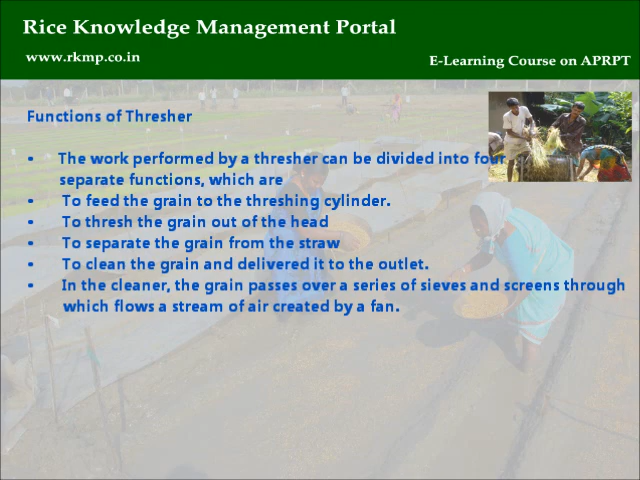 Rice Knowledge Management Portal
www.rkmp.co.in
E-Learning Course on APRPT
Functions of Thresher
• The work performed by a thresher can be divided into four
separate functions, which are
• To feed the grain to the threshing cylinder.
• To thresh the grain out of the head
• To separate the grain from the straw
• To clean the grain and delivered it to the outlet.
• In the cleaner, the grain passes over a series of sieves and screens through
which flows a stream of air created by a fan.